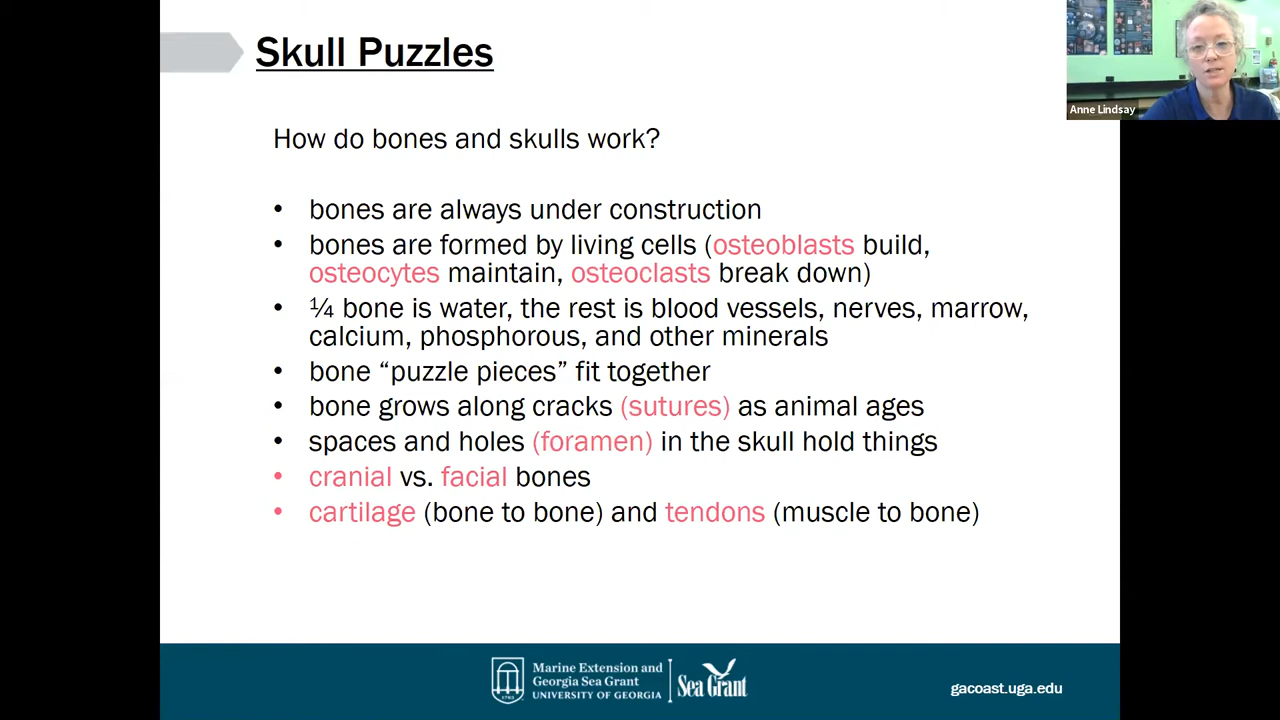 Skull Puzzles
Anne Lindsay
How do bones and skulls work?
• bones are always under construction
• bones are formed by living cells (osteoblasts build,
osteocytes maintain, osteoclasts break down)
• ¼ bone is water, the rest is blood vessels, nerves, marrow,
calcium, phosphorous, and other minerals
• bone “puzzle pieces” fit together
• bone grows along cracks (sutures) as animal ages
• spaces and holes (foramen) in the skull hold things
• cranial vs. facial bones
• cartilage (bone to bone) and tendons (muscle to bone)
Marine Extension and
Georgia Sea Grant
UNIVERSITY OF GEORGIA
Sea Grant
gacoast.uga.edu